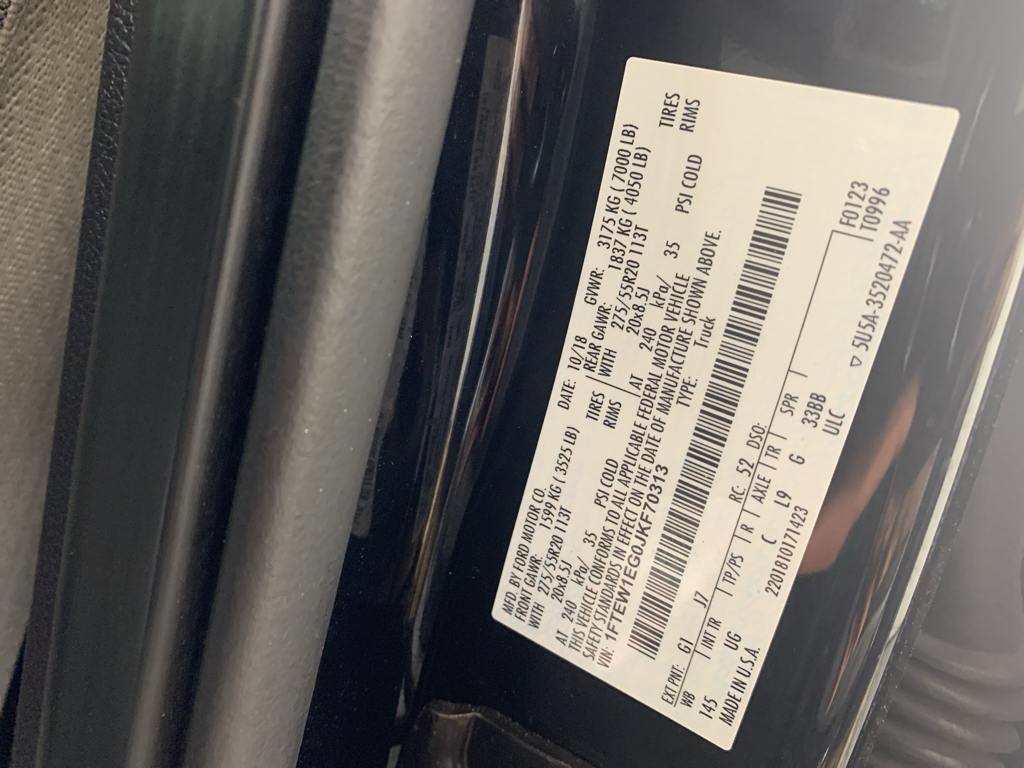 MFD. BY FORD MOTOR CO. DATE: 10/18 GVWR: 3175 KG ( 7000 LB)
FRONT GAWR: 1599 KG ( 3525 LB) REAR GAWR: 1837 KG ( 4050 LB)
WITH 275/55R20 113T TIRES WITH 275/55R20 113T TIRES
20x8.5J RIMS 20x8.5J RIMS
AT 240 kPa/ 35 PSI COLD AT 240 kPa/ 35 PSI COLD
THIS VEHICLE CONFORMS TO ALL APPLICABLE FEDERAL MOTOR VEHICLE
SAFETY STANDARDS IN EFFECT ON THE DATE OF MANUFACTURE SHOWN ABOVE.
VIN: 1FTEW1EG0JKF70313 TYPE: Truck
EXT PNT: G1 J7 RC: 52 DSO: F0123
WB INT TR TP/PS R AXLE TR SPR T0996
145 UG C L9 G 33BB
MADE IN U.S.A. ULC ▽ 5U5A-3520472-AA
220180017142​3